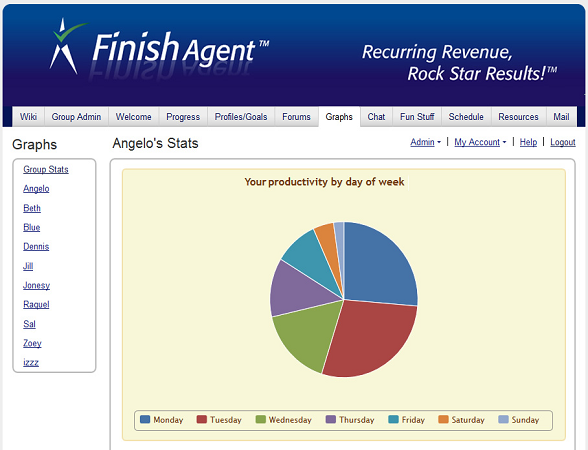 Finish Agent™
Recurring Revenue,
Rock Star Results!™
Wiki Group Admin Welcome Progress Profiles/Goals Forums Graphs Chat Fun Stuff Schedule Resources Mail
Graphs
Angelo's Stats
Admin My Account Help Logout
Group Stats
Angelo
Beth
Blue
Dennis
Jill
Jonesy
Raquel
Sal
Zoey
izzz
Your productivity by day of week
Monday Tuesday Wednesday Thursday Friday Saturday Sunday